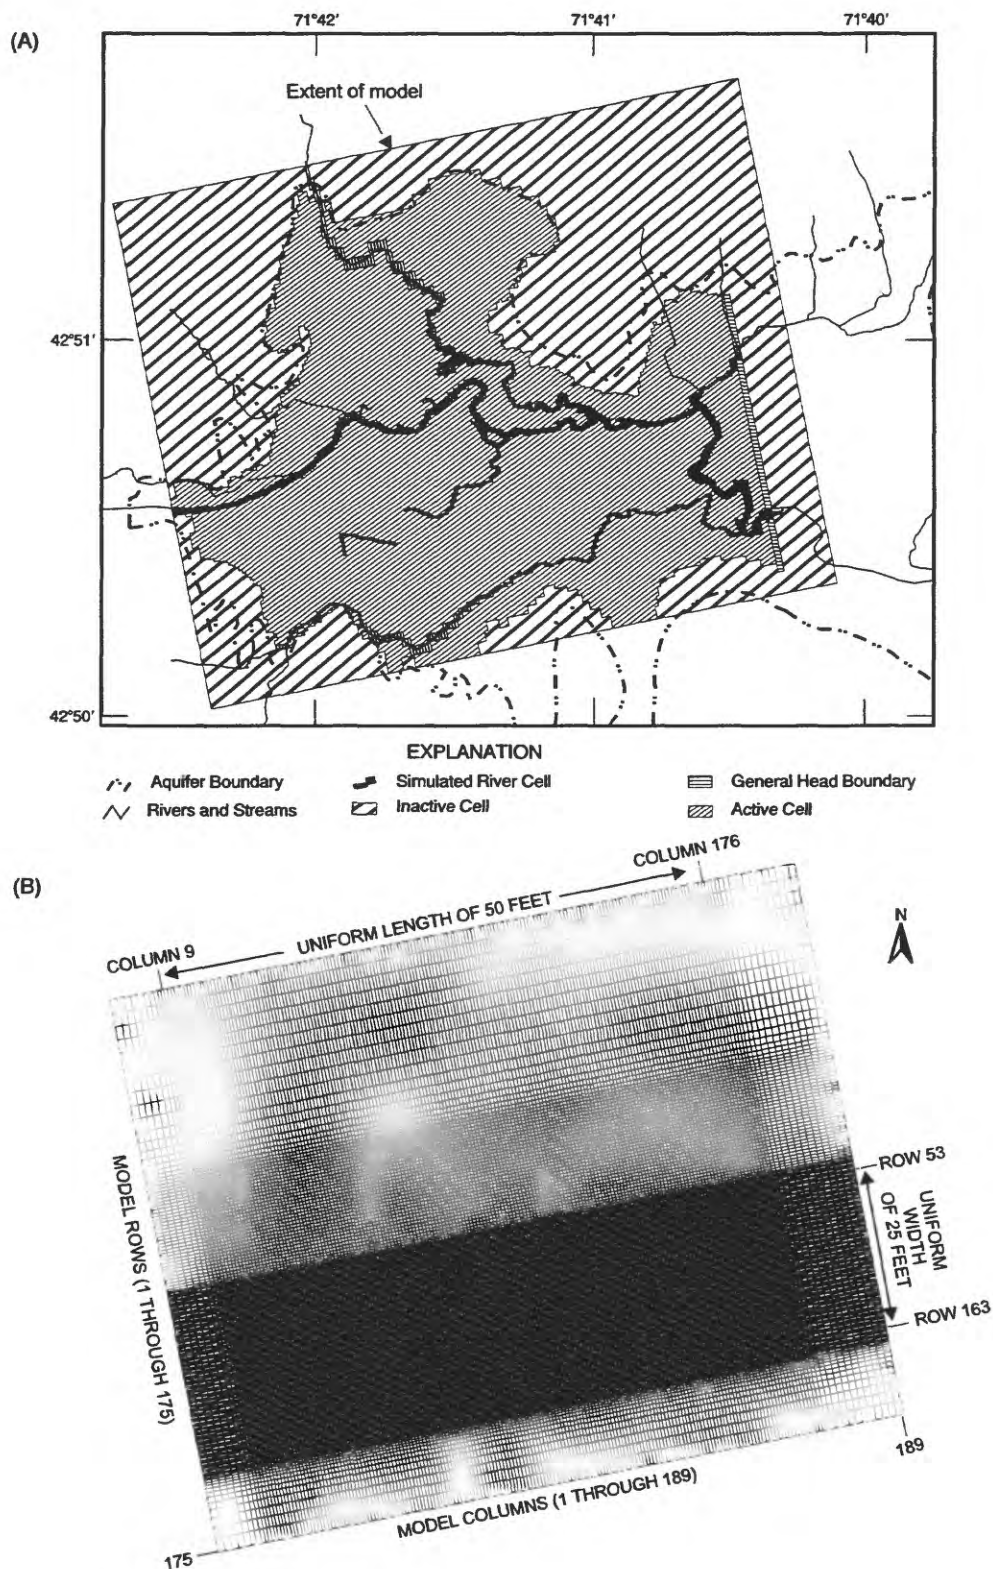 (A)
71°42'
71°41'
71°40'
Extent of model
42°51'
42°50'
EXPLANATION
Aquifer Boundary
Simulated River Cell
General Head Boundary
Rivers and Streams
Inactive Cell
Active Cell
(B)
COLUMN 9
UNIFORM LENGTH OF 50 FEET
COLUMN 176
N
MODEL ROWS (1 THROUGH 175)
ROW 53
UNIFORM
WIDTH
OF 25 FEET
ROW 163
189
MODEL COLUMNS (1 THROUGH 189)
175